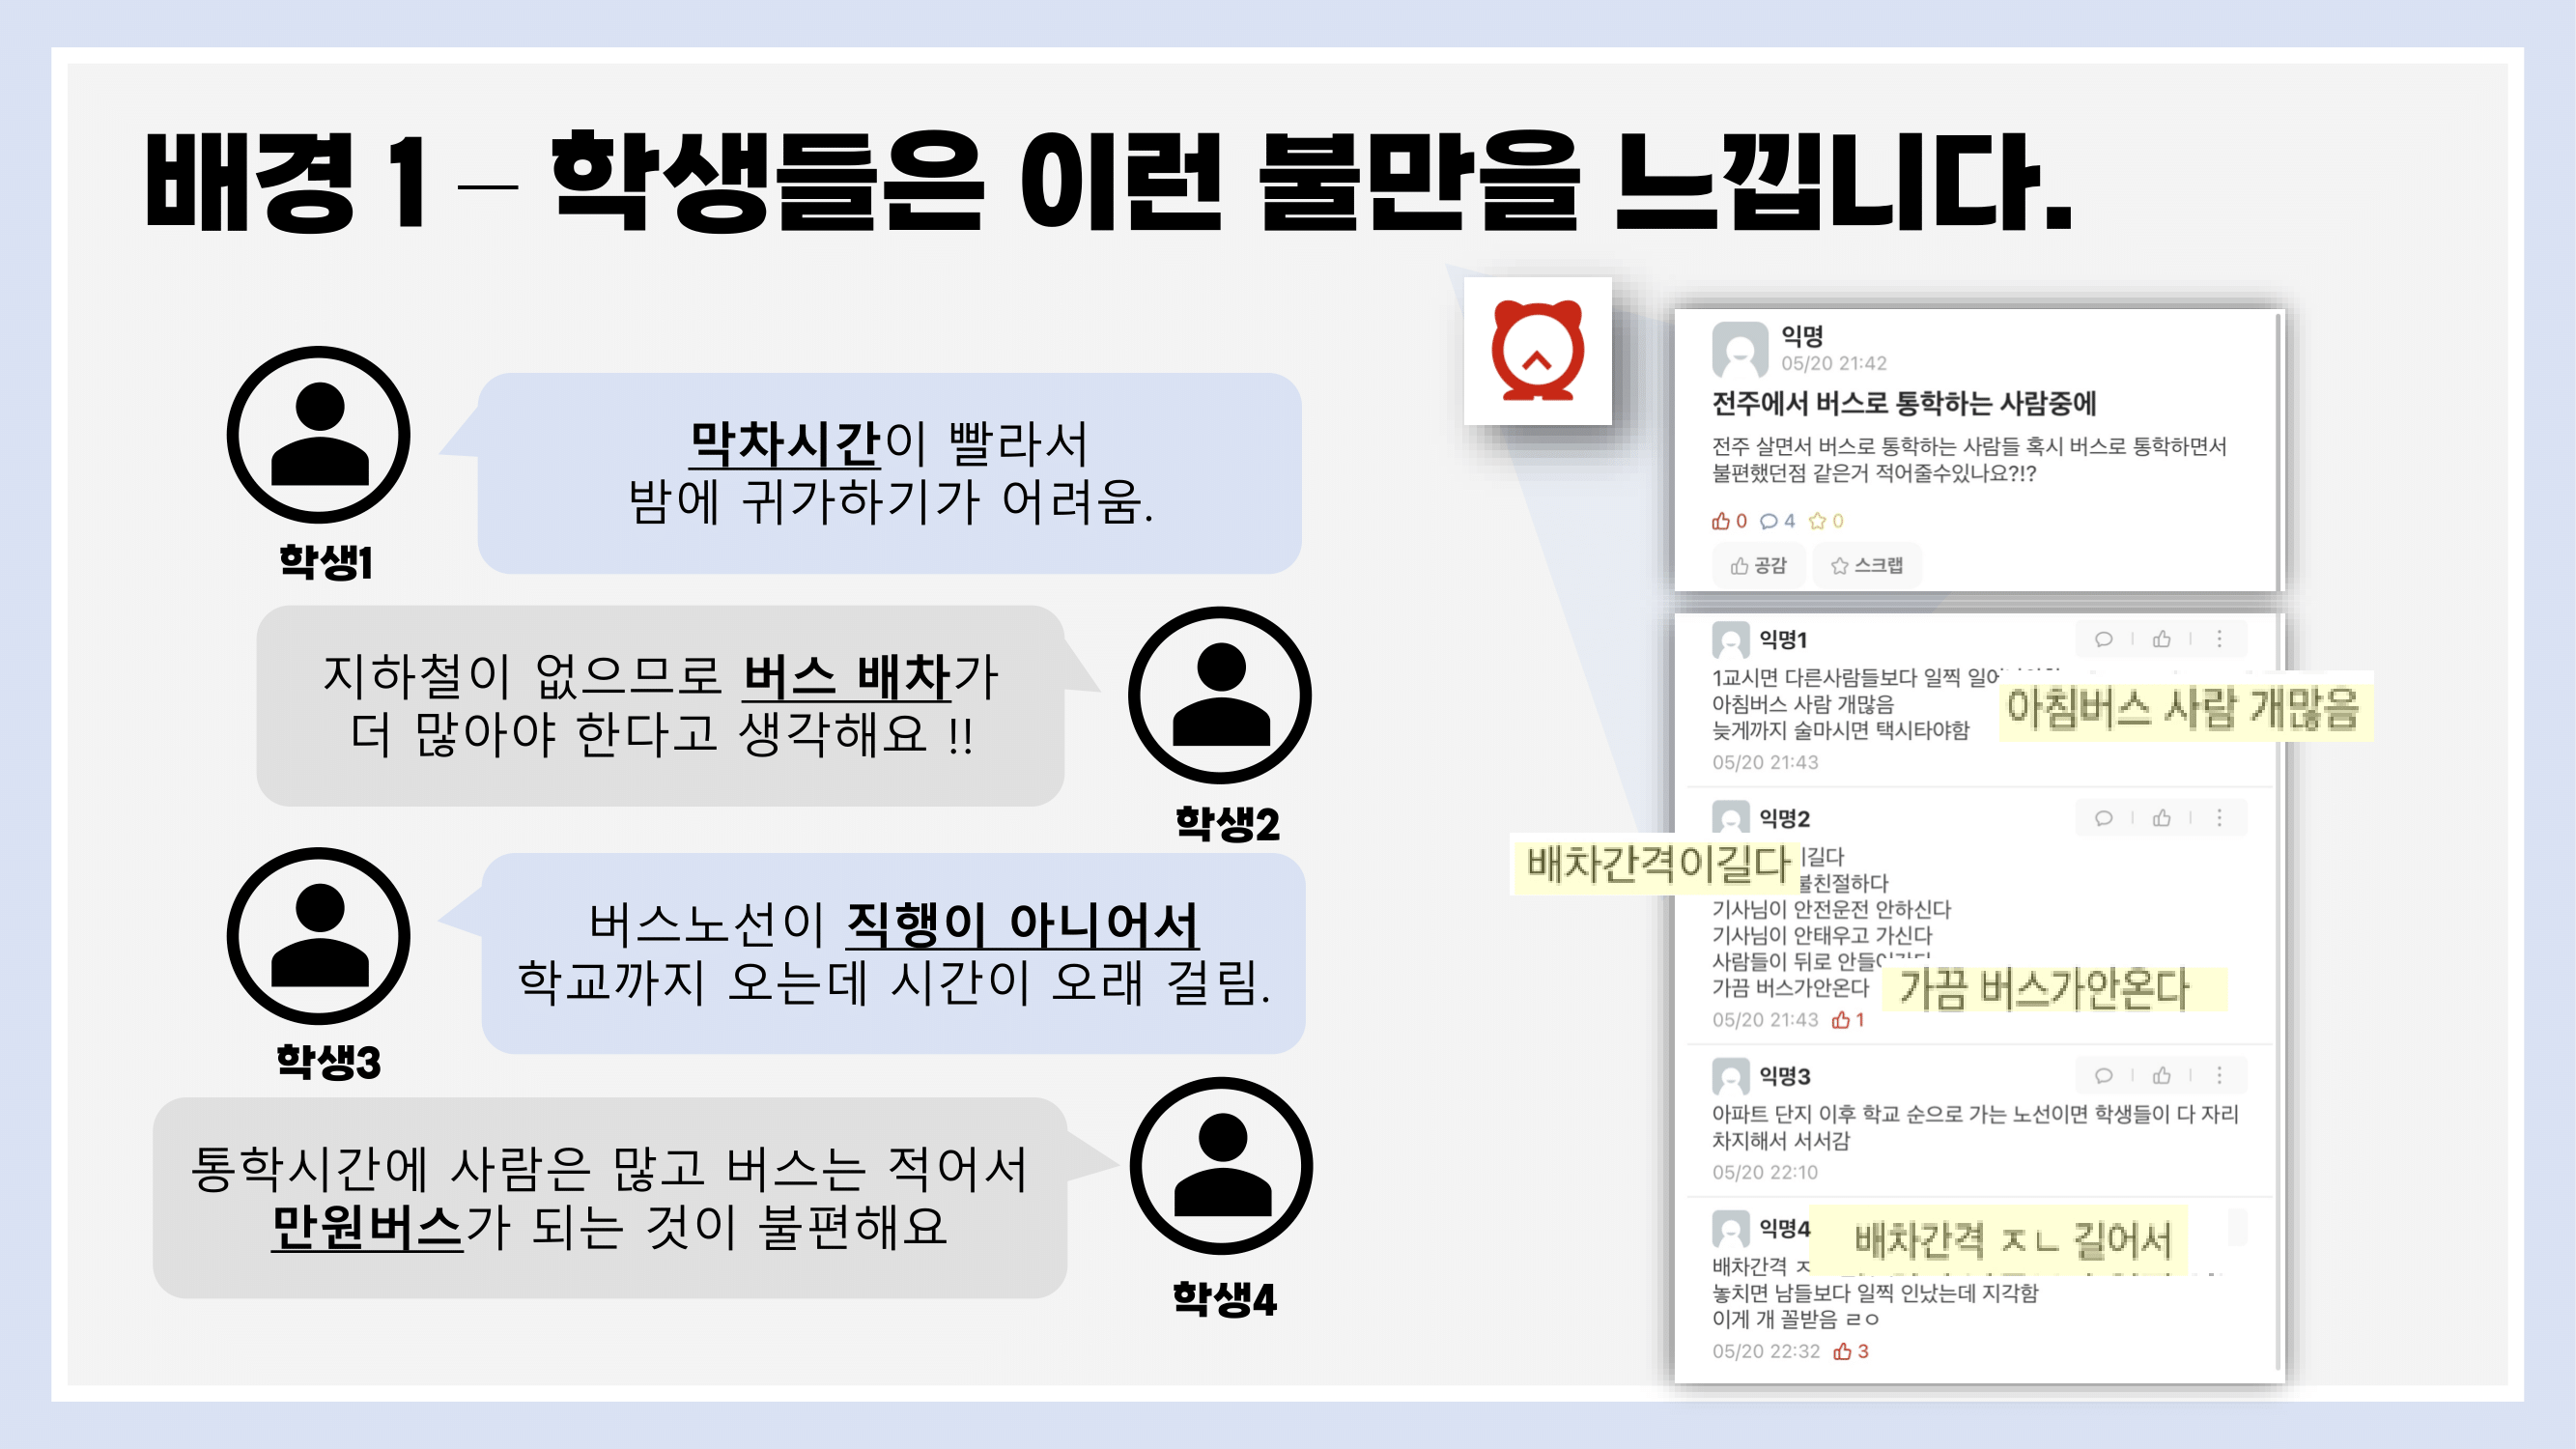 배경 1 – 학생들은 이런 불만을 느낍니다.
막차시간이 빨라서
밤에 귀가하기가 어려움.
학생1
지하철이 없으므로 버스 배차가
더 많아야 한다고 생각해요 !!
학생2
버스노선이 직행이 아니어서
학교까지 오는데 시간이 오래 걸림.
학생3
통학시간에 사람은 많고 버스는 적어서
만원버스가 되는 것이 불편해요
학생4
익명
05/20 21:42
전주에서 버스로 통학하는 사람중에
전주 살면서 버스로 통학하는 사람들 혹시 버스로 통학하면서
불편했던점 같은거 적어줄수있나요?!?
0 4 0
공감 스크랩
익명1
1교시면 다른사람들보다 일찍
아침버스 사람 개많음
아침버스 사람 개많음
늦게까지 술마시면 택시타야함
05/20 21:43
익명2
배차간격이길다
길다
불친절하다
기사님이 안전운전 안하신다
기사님이 안태우고 가신다
사람들이 뒤로
가끔 버스가안온다
가끔 버스가안온다
05/20 21:43 1
익명3
아파트 단지 이후 학교 순으로 가는 노선이면 학생들이 다 자리
차지해서 서서감
05/20 22:10
익명4
배차간격 ㅈㄴ 길어서
배차간격 ㅈ
놓치면 남들보다 일찍 인났는데 지각함
이게 개 꼴받음 ㄹㅇ
05/20 22:32 3